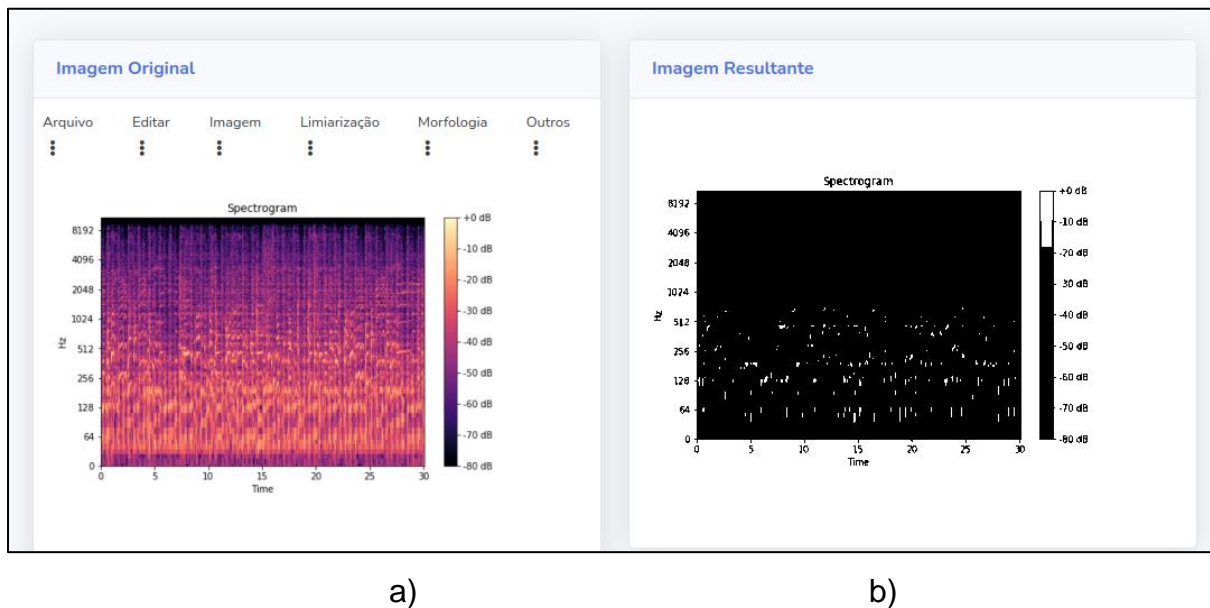 Imagem Original
Arquivo Editar Imagem Limiarização Morfologia Outros
Spectrogram
+0 dB
8192
-10 dB
4096
-20 dB
2048
-30 dB
1024
-40 dB
Hz
512
-50 dB
256
-60 dB
128
-70 dB
64
0
-80 dB
0 5 10 15 20 25 30
Time
Imagem Resultante
Spectrogram
+0 dB
8192
-10 dB
4096
-20 dB
2048
-30 dB
1024
-40 dB
Hz
512
-50 dB
256
-60 dB
128
-70 dB
64
0
-80 dB
0 5 10 15 20 25 30
Time
a) b)